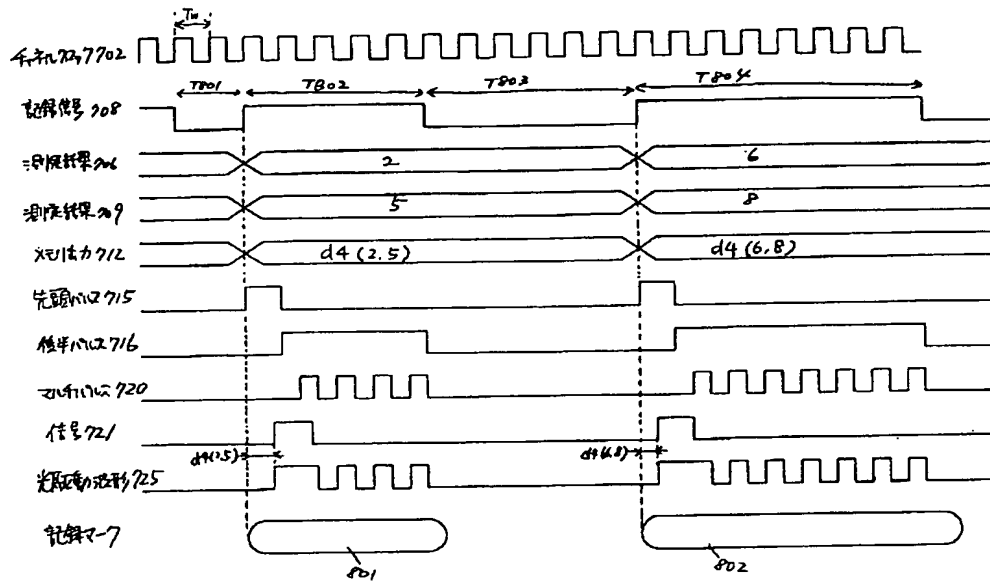 Tw
チャネルクロック702
T801 T802 T803 T804
記録信号708
測定結果706 2 6
測定結果709 5 8
メモリ出力712 d4(2,5) d4(6,8)
先頭パルス715
後半パルス716
マルチパルス720
信号721
d4(2,5) d4(6,8)
光駆動波形725
記録マーク
801 802